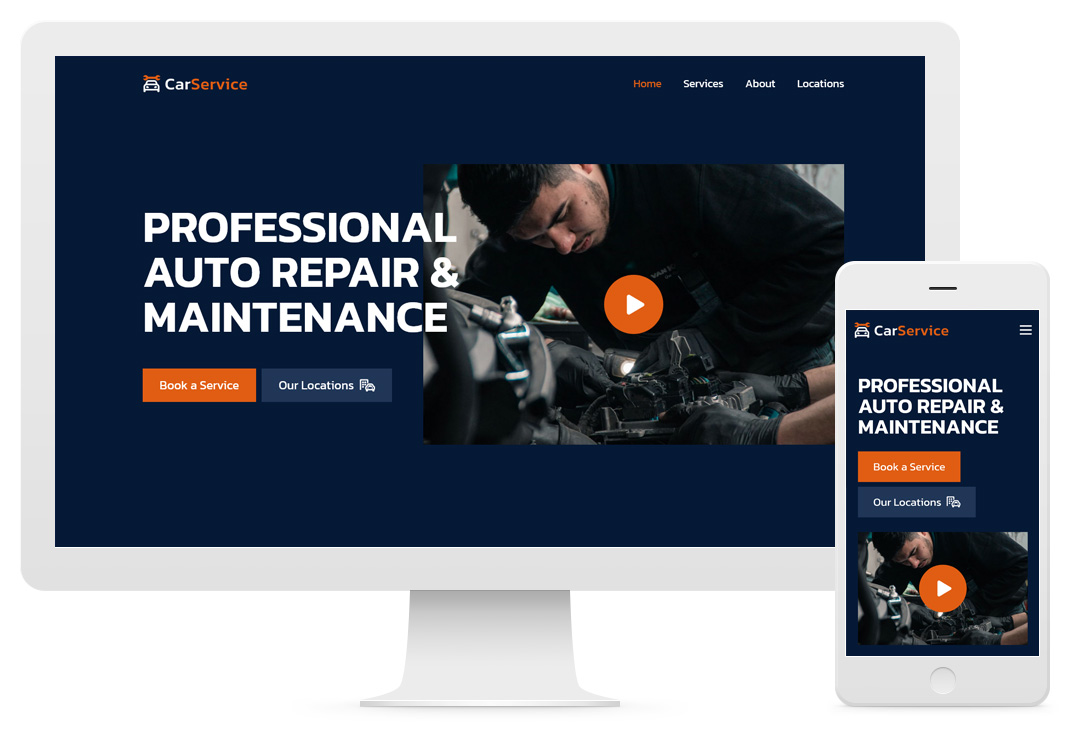 CarService
Home Services About Locations
PROFESSIONAL
AUTO REPAIR &
MAINTENANCE
Book a Service
Our Locations
CarService
PROFESSIONAL
AUTO REPAIR &
MAINTENANCE
Book a Service
Our Locations